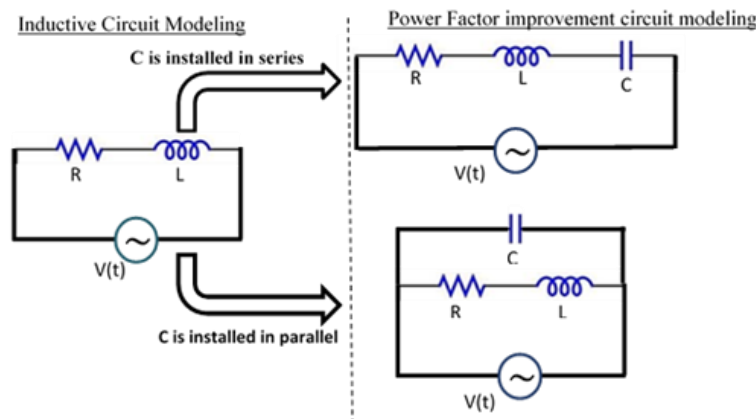 Inductive Circuit Modeling
C is installed in series
R
L
V(t)
C is installed in parallel
Power Factor improvement circuit modeling
R
L
C
V(t)
C
R
L
V(t)